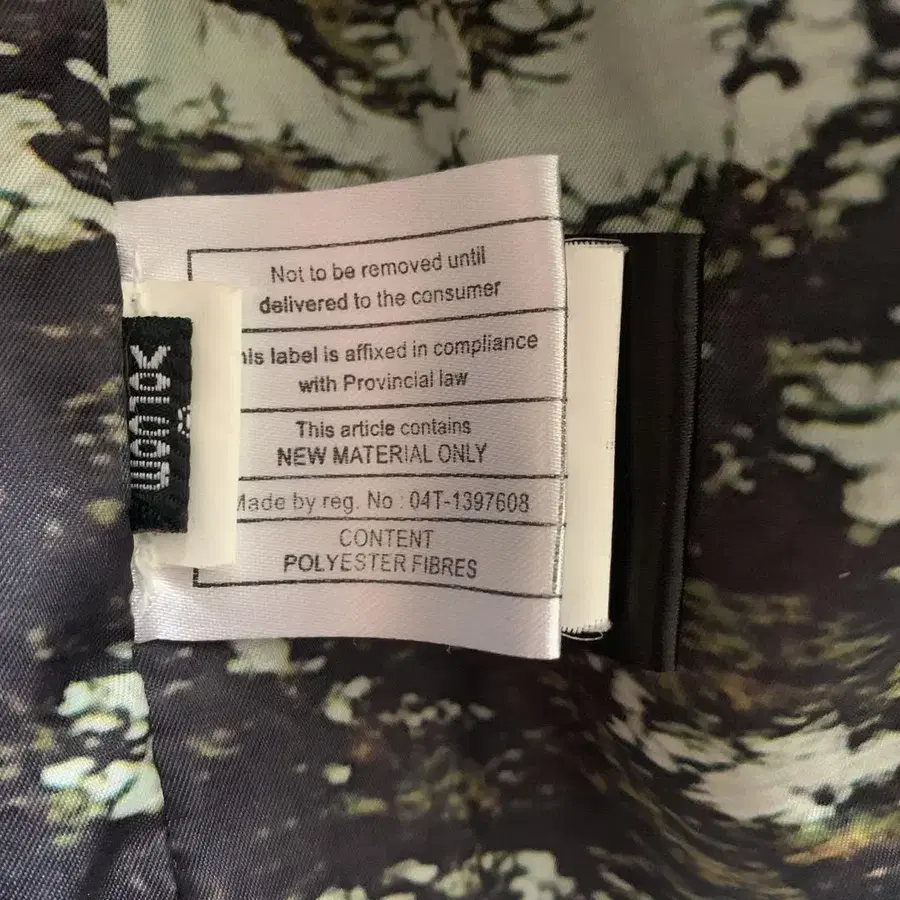 Not to be removed until
delivered to the consumer
his label is affixed in compliance
with Provincial law
This article contains
NEW MATERIAL ONLY
Made by reg. No : 04T-1397608
CONTENT
POLYESTER FIBRES